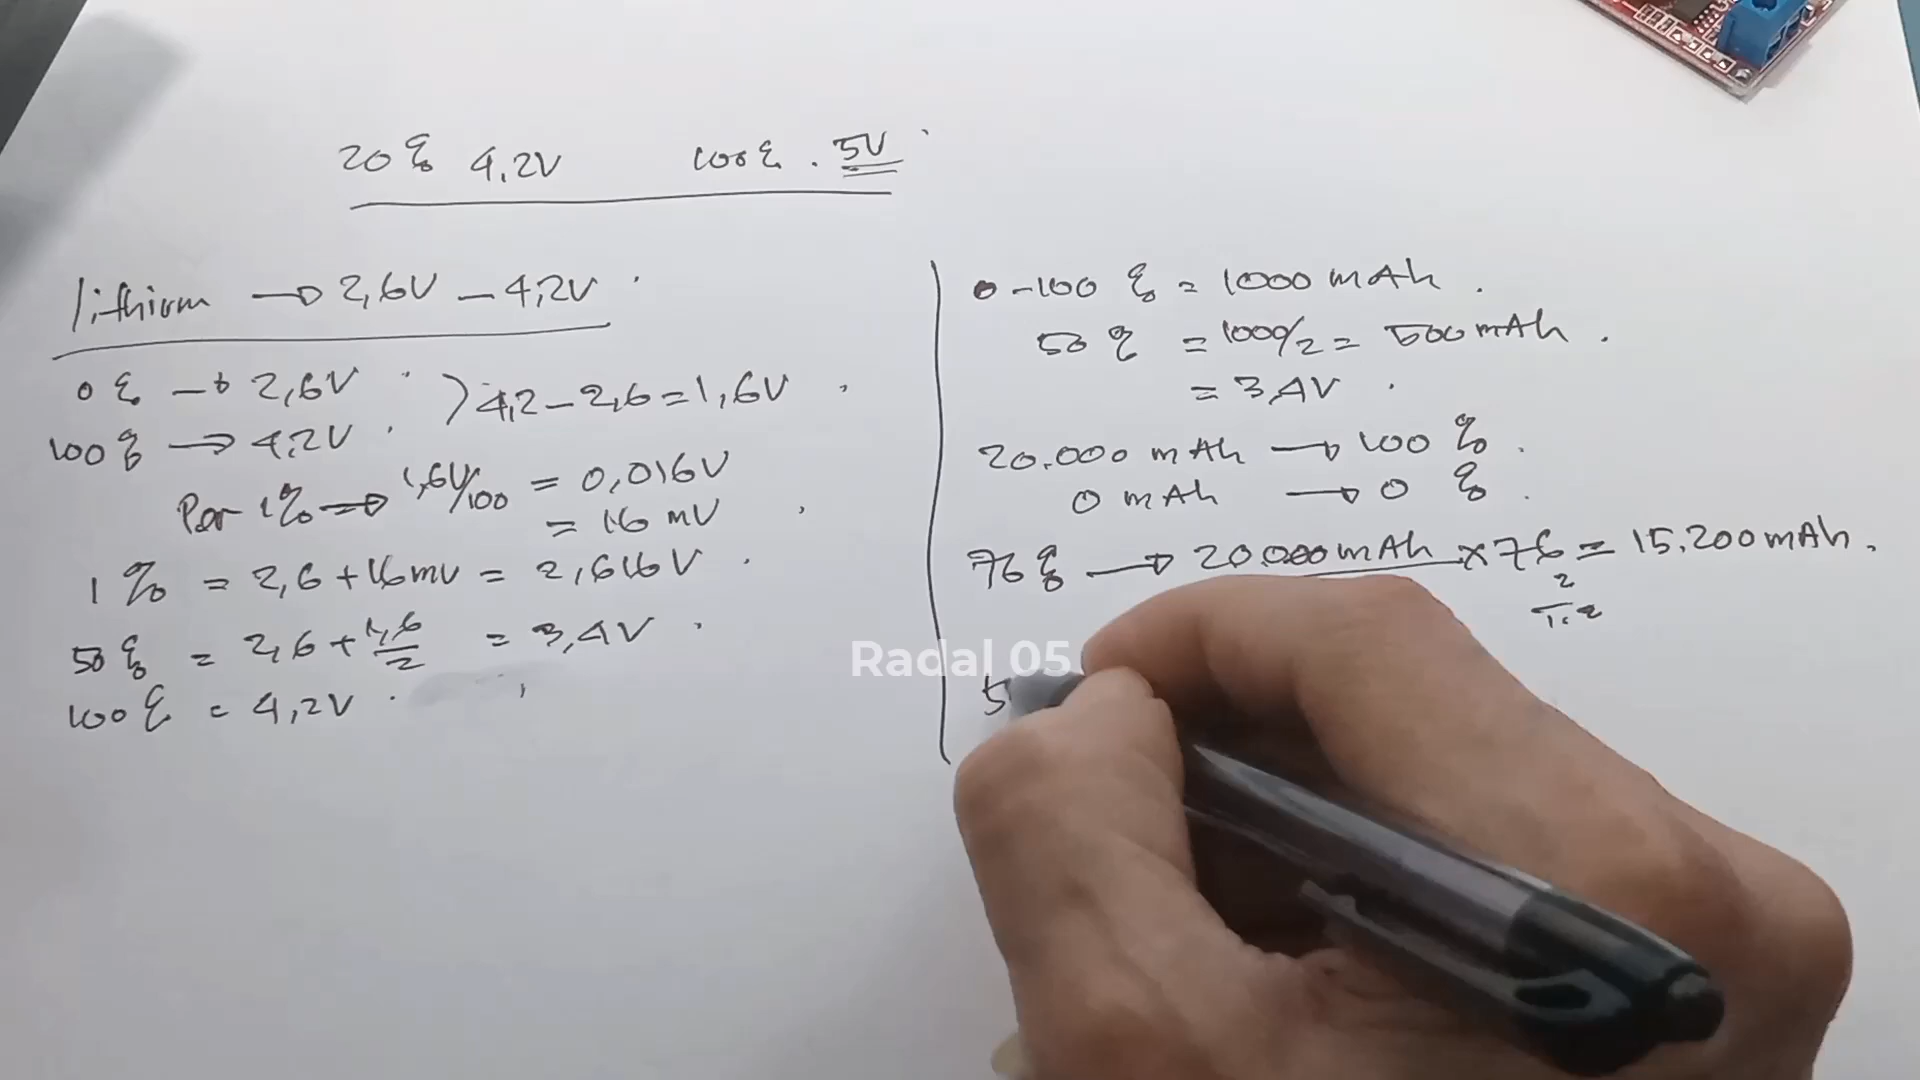 20% 4,2V 100% . 5V
lithium → 2,6V – 4,2V
0% → 2,6V
100% → 4,2V
) 4,2 – 2,6 = 1,6V
Per 1% → 1,6V/100 = 0,016V
= 16 mV
1% = 2,6 + 16mV = 2,616V
50% = 2,6 + 1,6/2 = 3,4V
100% = 4,2V
0 -100 % = 1000 mAh
50 % = 1000/2 = 500 mAh
= 3,4V
20.000 mAh → 100 %
0 mAh → 0 %
76% → 20.000 mAh x 76 = 15.200 mAh
Radal 05
5